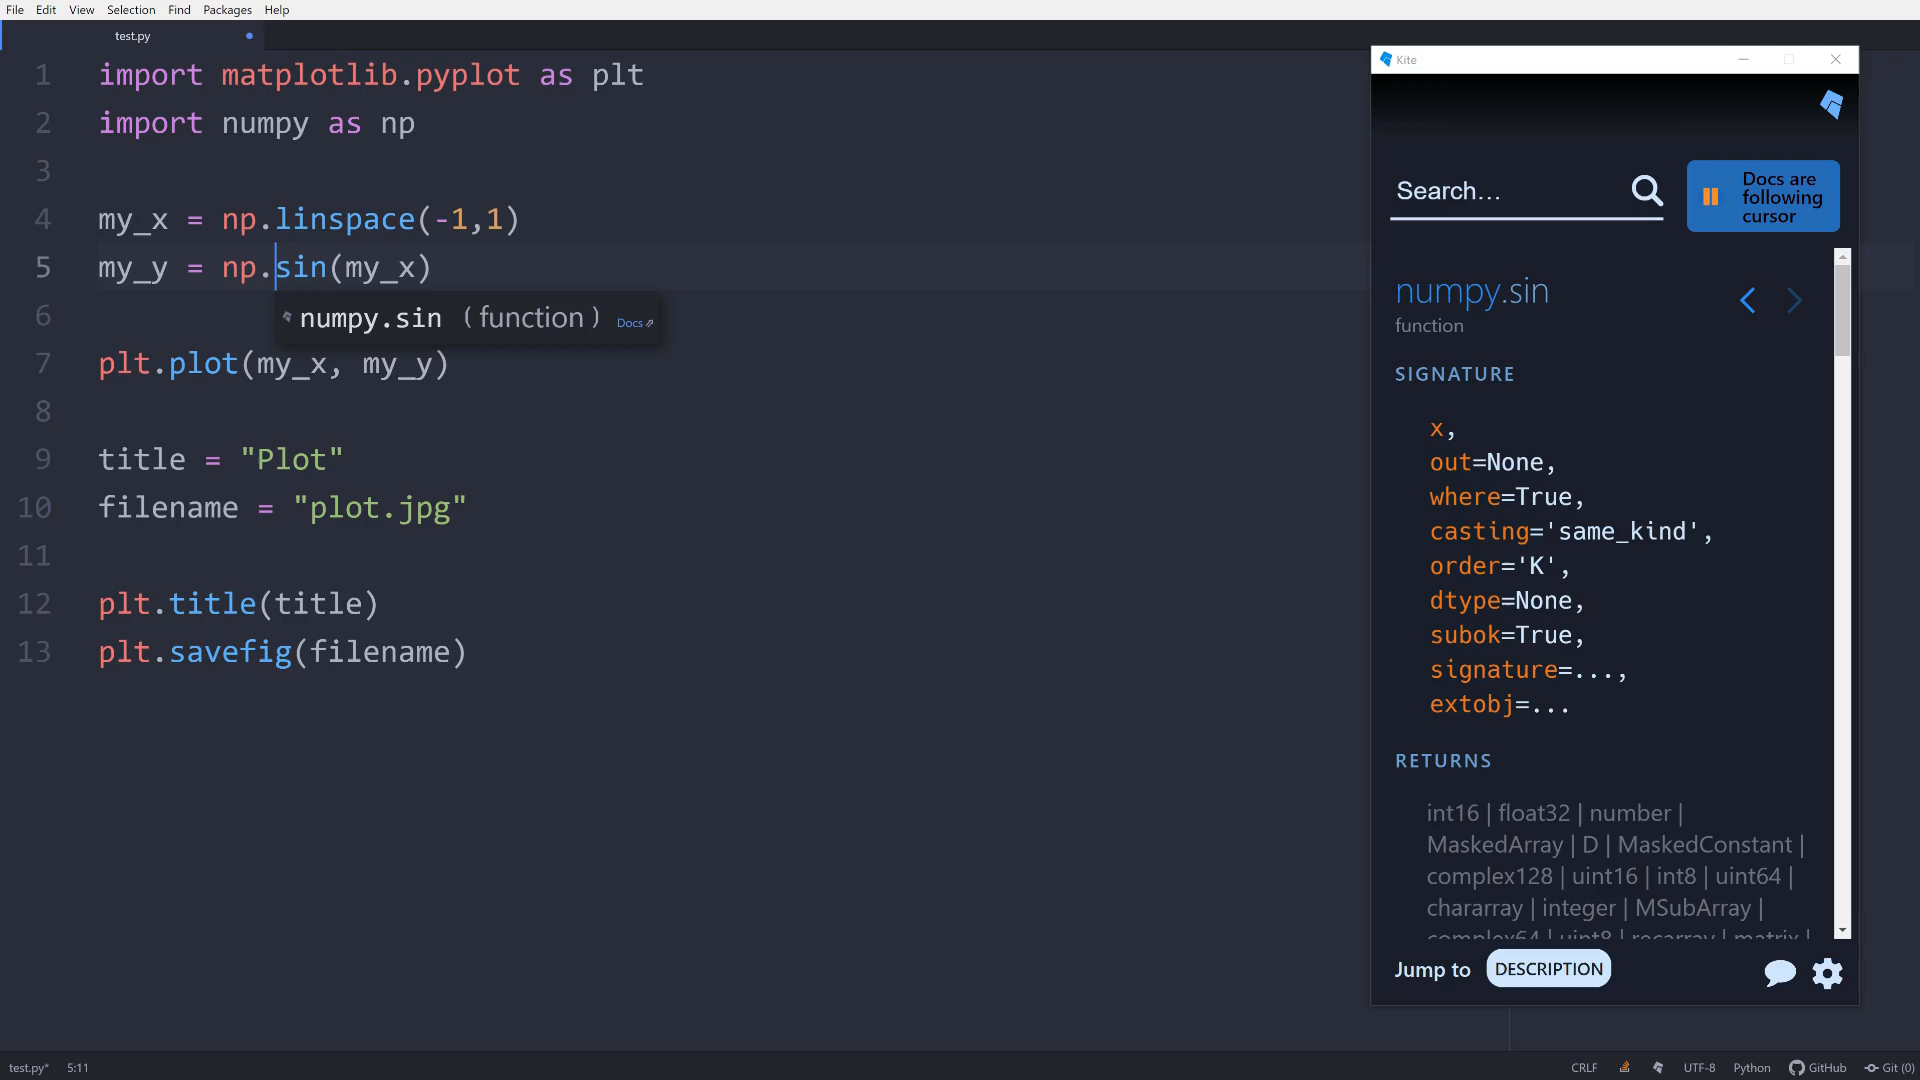 File Edit View Selection Find Packages Help
test.py
1 import matplotlib.pyplot as plt
2 import numpy as np
3
4 my_x = np.linspace(-1,1)
5 my_y = np.sin(my_x)
numpy.sin (function) Docs
6
7 plt.plot(my_x, my_y)
8
9 title = "Plot"
10 filename = "plot.jpg"
11
12 plt.title(title)
13 plt.savefig(filename)
Kite
Search...
Docs are
following
cursor
numpy.sin
function
SIGNATURE
x,
out=None,
where=True,
casting='same_kind',
order='K',
dtype=None,
subok=True,
signature=...,
extobj=...
RETURNS
int16 | float32 | number |
MaskedArray | D | MaskedConstant |
complex128 | uint16 | int8 | uint64 |
chararray | integer | MSubArray |
complex64 | uint8 | recarray | matrix |
Jump to DESCRIPTION
test.py* 5:11 CRLF UTF-8 Python GitHub Git (0)